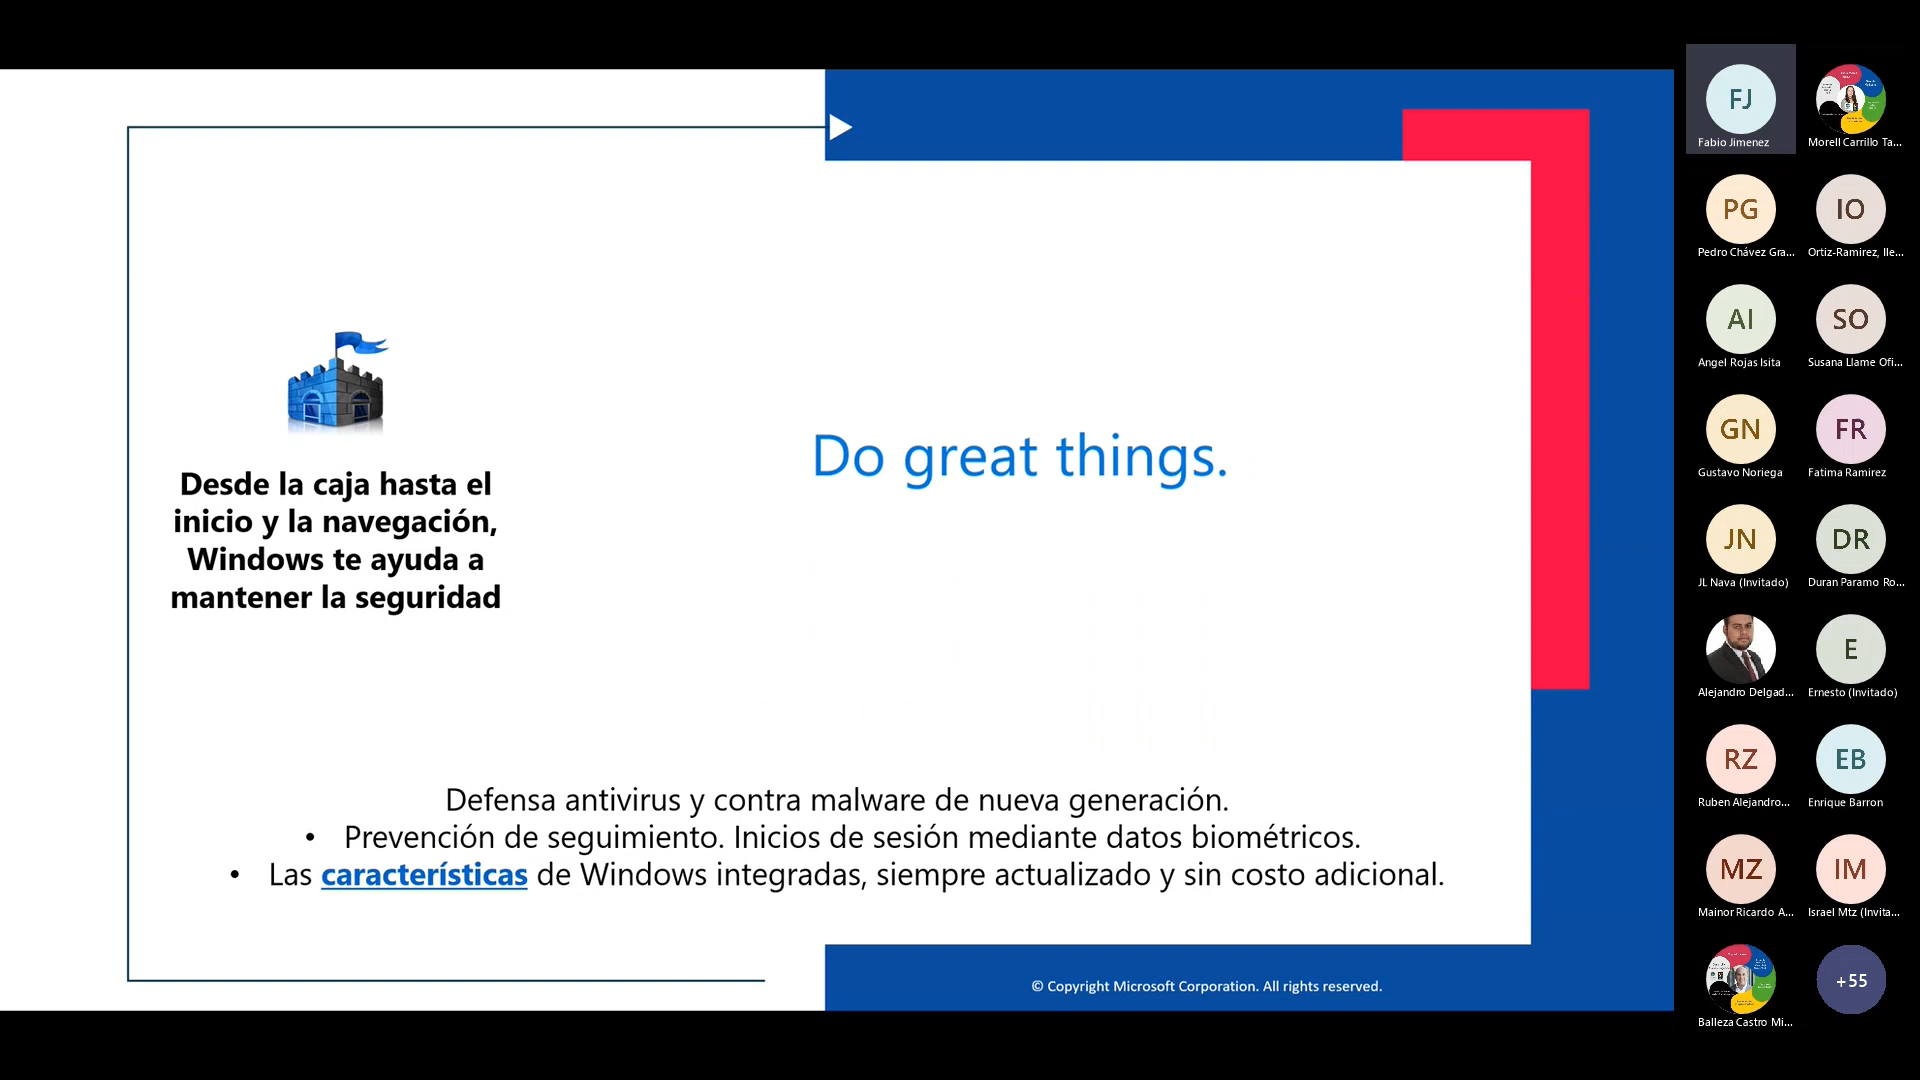 Desde la caja hasta el
inicio y la navegación,
Windows te ayuda a
mantener la seguridad
Do great things.
Defensa antivirus y contra malware de nueva generación.
• Prevención de seguimiento. Inicios de sesión mediante datos biométricos.
• Las características de Windows integradas, siempre actualizado y sin costo adicional.
© Copyright Microsoft Corporation. All rights reserved.
FJ
Fabio Jimenez
Morell Carrillo Ta...
PG
Pedro Chávez Gra...
IO
Ortiz-Ramirez, Ile...
AI
Angel Rojas Isita
SO
Susana Llame Ofi...
GN
Gustavo Noriega
FR
Fatima Ramirez
JN
JL Nava (Invitado)
DR
Duran Paramo Ro...
Alejandro Delgad...
E
Ernesto (Invitado)
RZ
Ruben Alejandro...
EB
Enrique Barron
MZ
Mainor Ricardo A...
IM
Israel Mtz (Invita...
Balleza Castro Mi...
+55